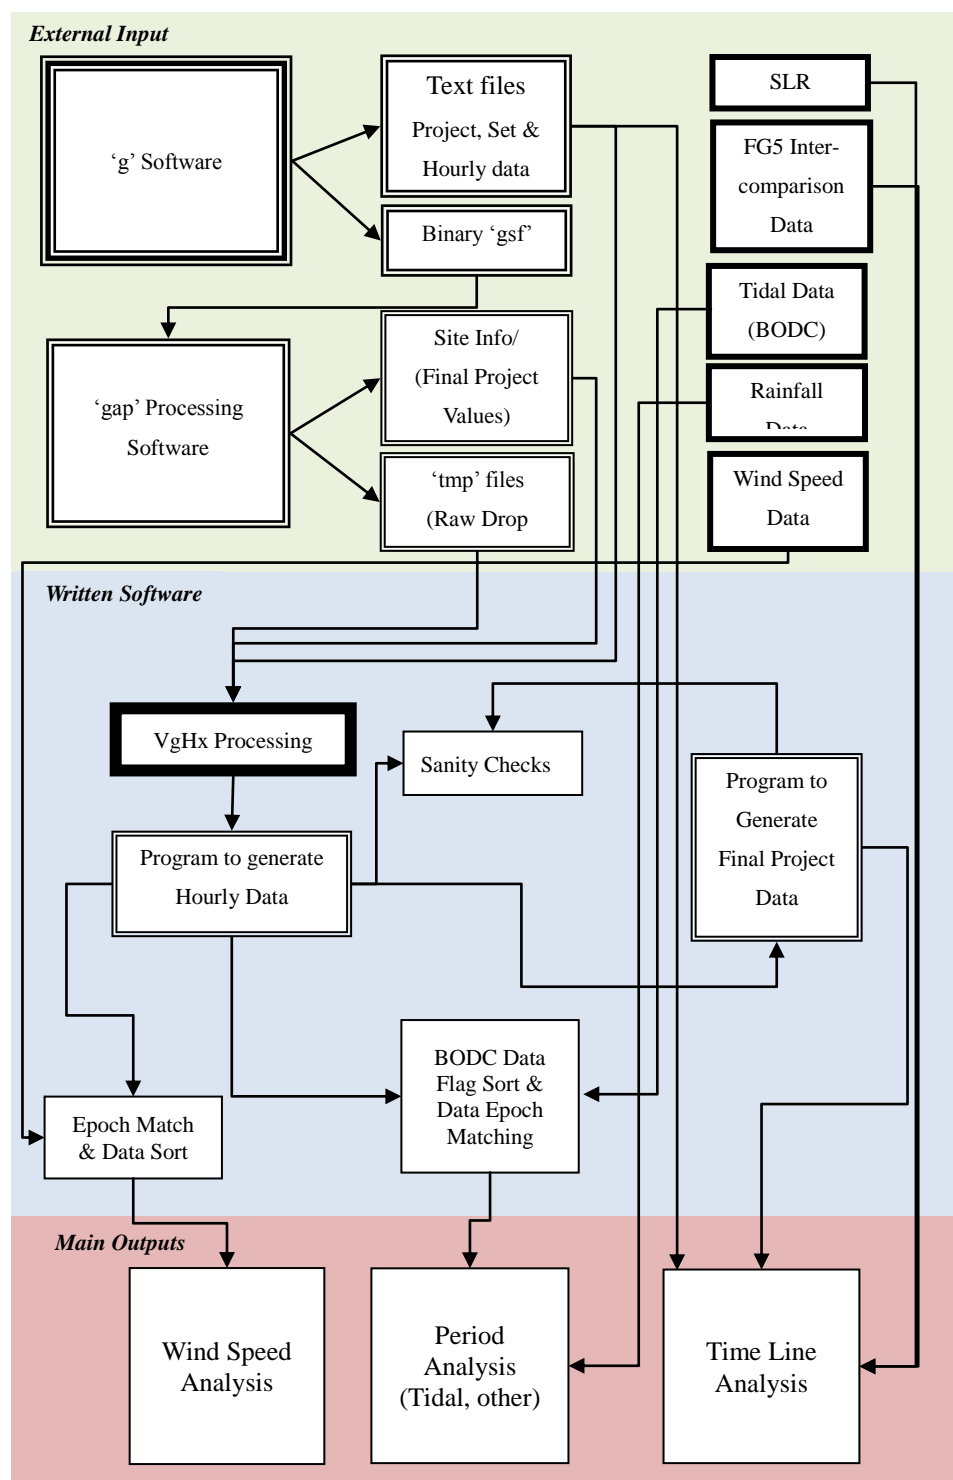 External Input
‘g’ Software
Text files
Project, Set &
Hourly data
Binary ‘gsf’
SLR
FG5 Inter-
comparison
Data
Tidal Data
(BODC)
Rainfall
Data
Wind Speed
Data
‘gap’ Processing
Software
Site Info/
(Final Project
Values)
‘tmp’ files
(Raw Drop
Written Software
VgHx Processing
Sanity Checks
Program to
Generate
Final Project
Data
Program to generate
Hourly Data
BODC Data
Flag Sort &
Data Epoch
Matching
Epoch Match
& Data Sort
Main Outputs
Wind Speed
Analysis
Period
Analysis
(Tidal, other)
Time Line
Analysis